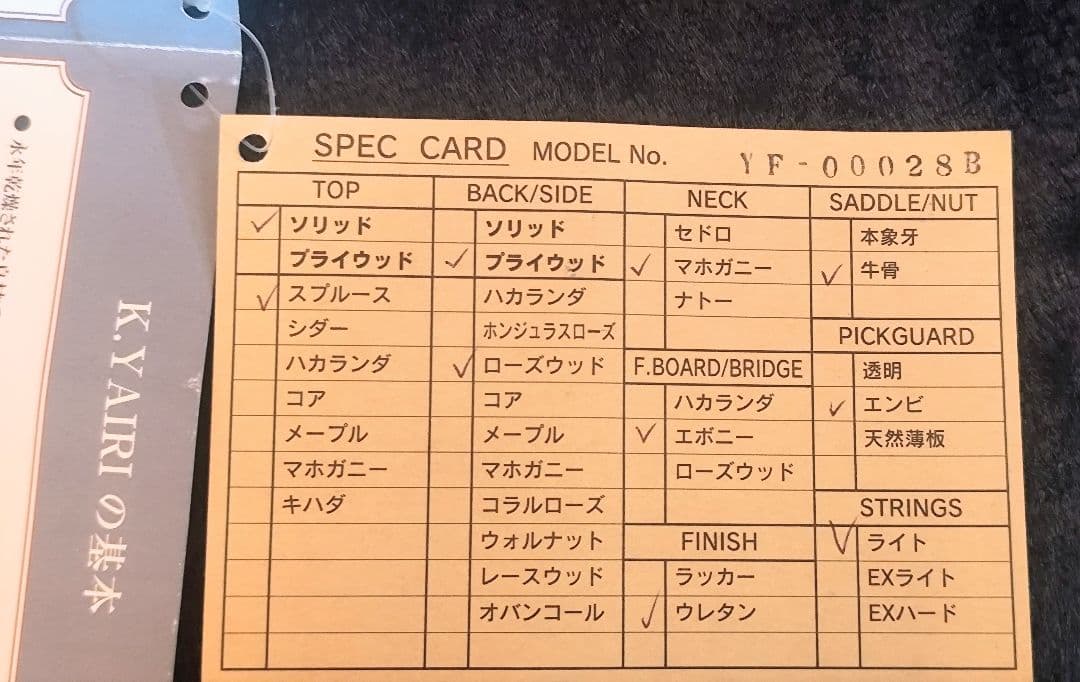 SPEC CARD MODEL No. YF-00028B
TOP
✓ ソリッド
プライウッド
✓ スプルース
シダー
ハカランダ
コア
メープル
マホガニー
キハダ
BACK/SIDE
ソリッド
✓ プライウッド
ハカランダ
ホンジュラスローズ
✓ ローズウッド
コア
メープル
マホガニー
コラルローズ
ウォルナット
レースウッド
オバンコール
NECK
セドロ
✓ マホガニー
ナトー
F.BOARD/BRIDGE
ハカランダ
✓ エボニー
ローズウッド
FINISH
ラッカー
✓ ウレタン
SADDLE/NUT
本象牙
✓ 牛骨
PICKGUARD
透明
✓ エンビ
天然薄板
STRINGS
✓ ライト
EXライト
EXハード
K.YAIRIの基本